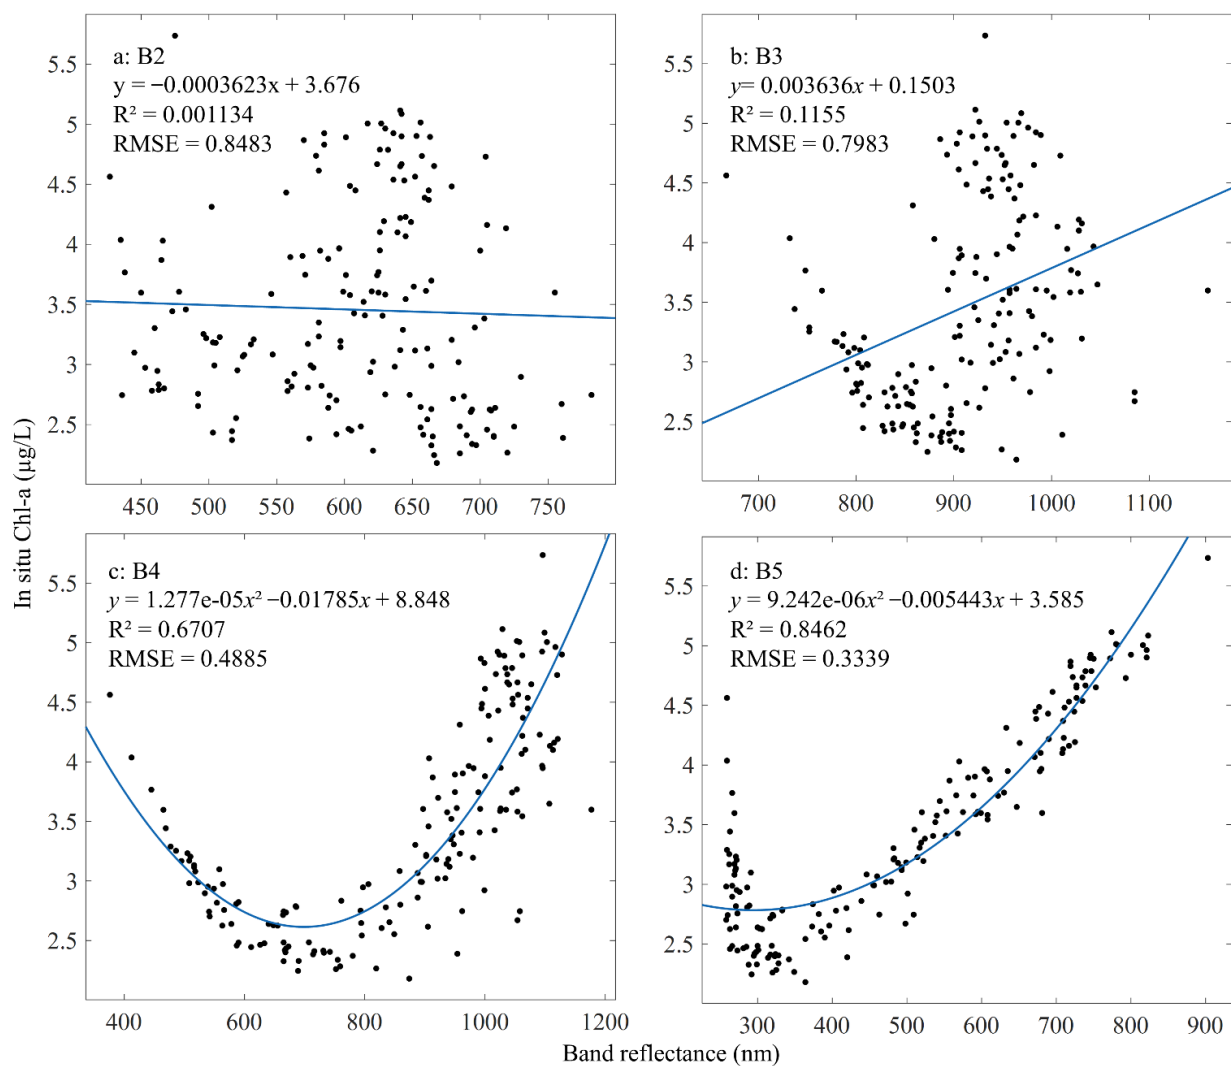 a: B2
y = −0.0003623x + 3.676
R² = 0.001134
RMSE = 0.8483
5.5
5
4.5
4
3.5
3
2.5
450 500 550 600 650 700 750
b: B3
y= 0.003636x + 0.1503
R² = 0.1155
RMSE = 0.7983
5.5
5
4.5
4
3.5
3
2.5
700 800 900 1000 1100
In situ Chl-a (µg/L)
c: B4
y = 1.277e-05x² −0.01785x + 8.848
R² = 0.6707
RMSE = 0.4885
5.5
5
4.5
4
3.5
3
2.5
400 600 800 1000 1200
d: B5
y = 9.242e-06x² −0.005443x + 3.585
R² = 0.8462
RMSE = 0.3339
5.5
5
4.5
4
3.5
3
2.5
300 400 500 600 700 800 900
Band reflectance (nm)